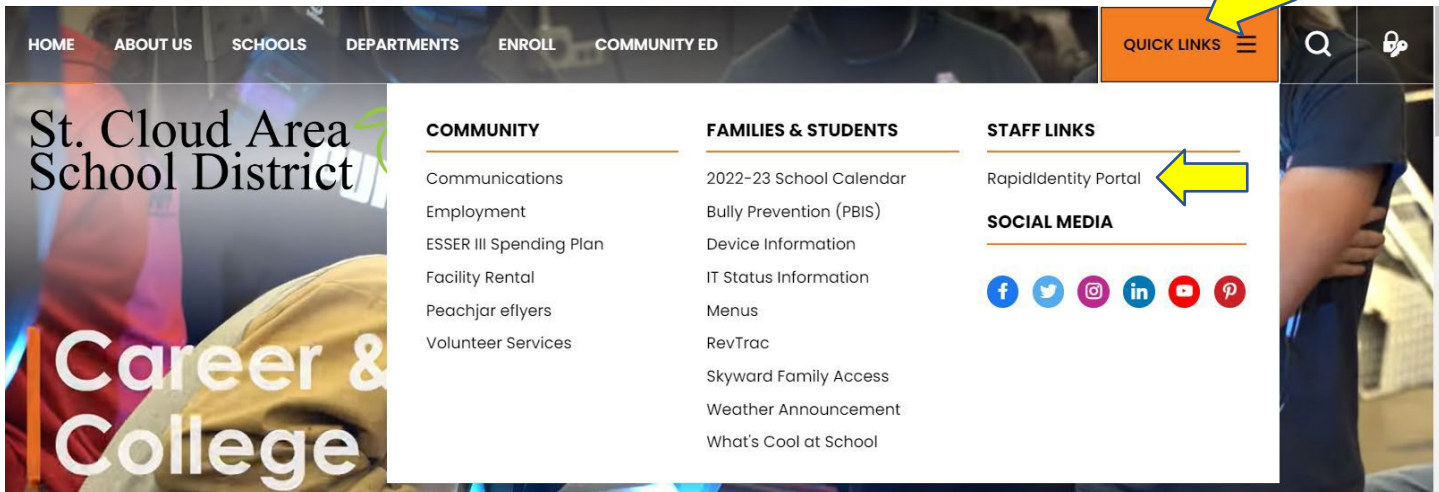 HOME ABOUT US SCHOOLS DEPARTMENTS ENROLL COMMUNITY ED QUICK LINKS
St. Cloud Area
School District
Career &
College
COMMUNITY
Communications
Employment
ESSER III Spending Plan
Facility Rental
Peachjar eflyers
Volunteer Services
FAMILIES & STUDENTS
2022-23 School Calendar
Bully Prevention (PBIS)
Device Information
IT Status Information
Menus
RevTrac
Skyward Family Access
Weather Announcement
What's Cool at School
STAFF LINKS
RapidIdentity Portal
SOCIAL MEDIA